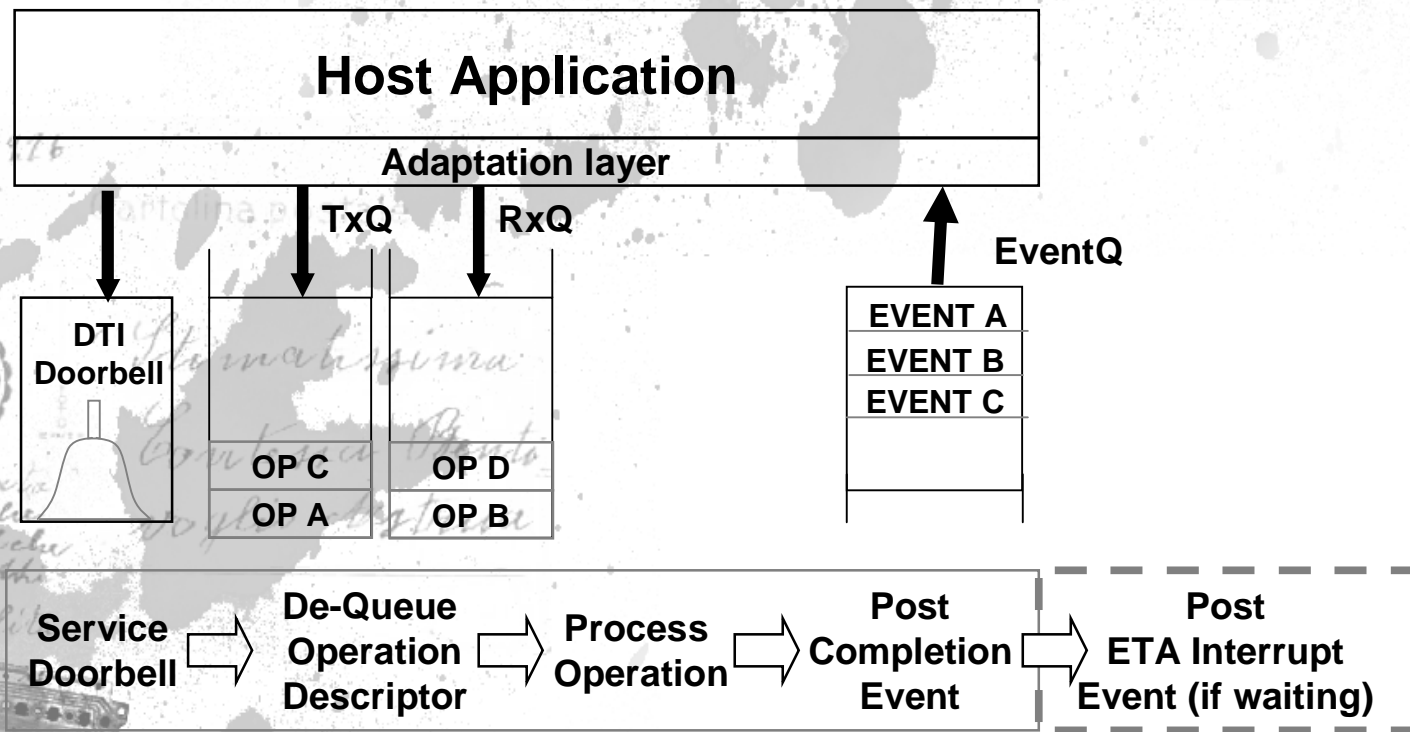 Host Application
Adaptation layer
TxQ
RxQ
EventQ
DTI
Doorbell
EVENT A
EVENT B
EVENT C
OP C
OP D
OP A
OP B
Service
Doorbell
De-Queue
Operation
Descriptor
Process
Operation
Post
Completion
Event
Post
ETA Interrupt
Event (if waiting)